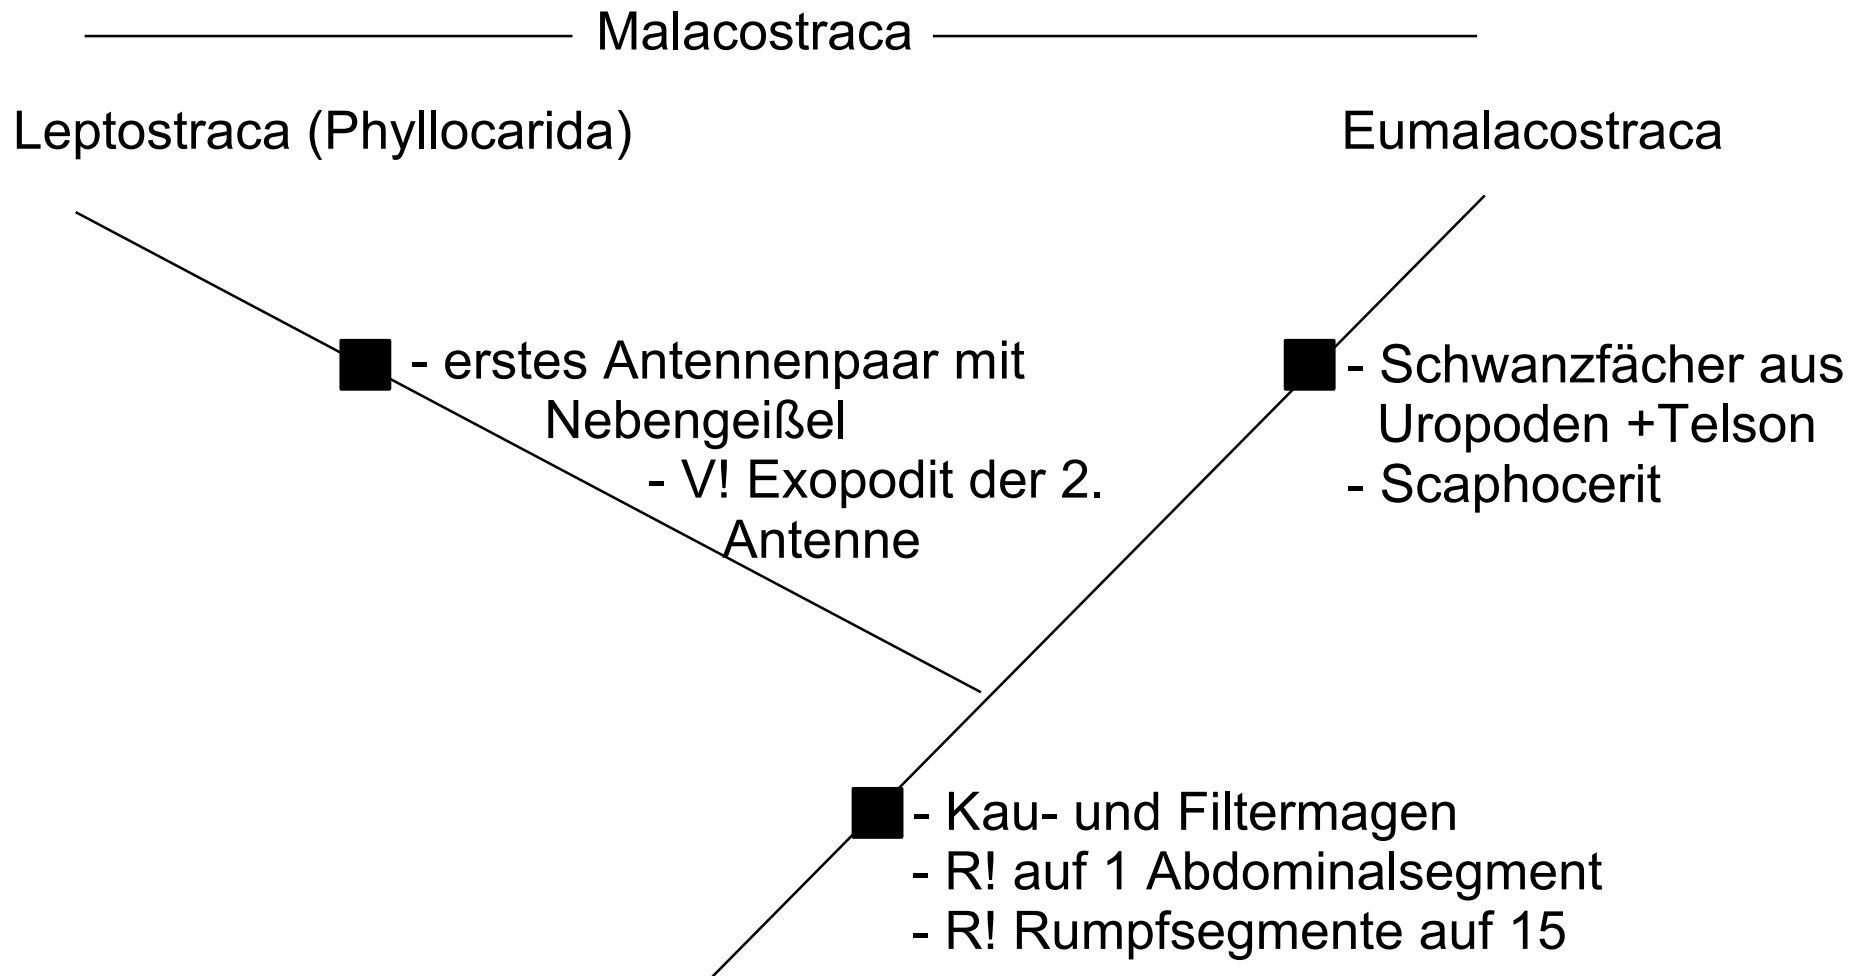 Malacostraca
Leptostraca (Phyllocarida)
Eumalacostraca
- erstes Antennenpaar mit
Nebengeißel
- V! Exopodit der 2.
Antenne
- Schwanzfächer aus
Uropoden +Telson
- Scaphocerit
- Kau- und Filtermagen
- R! auf 1 Abdominalsegment
- R! Rumpfsegmente auf 15